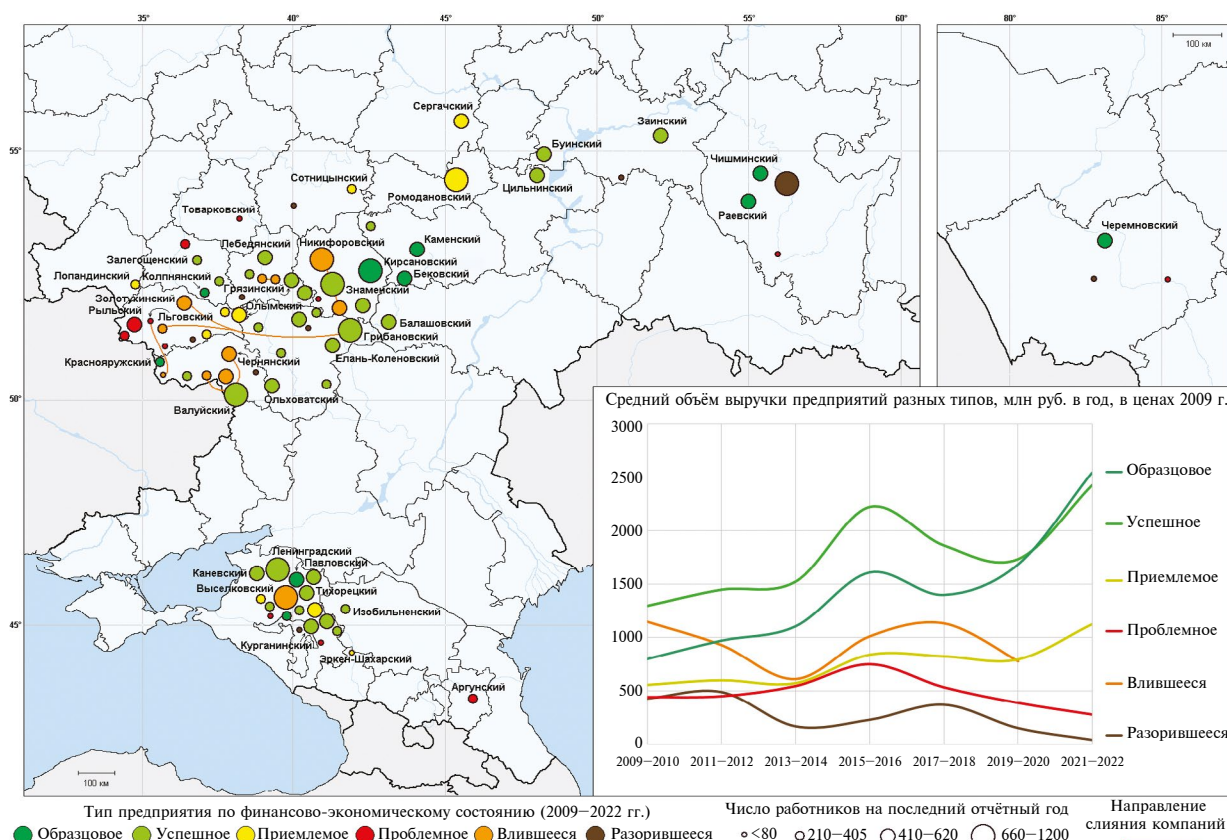 35°
40°
45°
50°
55°
60°
80°
85°
100 км
55°
50°
45°
Сергачский
Заинский
Буинский
Чишминский
Цильнинский
Сотницынский
Ромодановский
Раевский
Товарковский
Черемновский
Лебедянский
Никифоровский
Каменский
Залегощенский
Кирсановский
Лопандинский
Колпнянский
Бековский
Грязинский
Знаменский
Золотухинский
Олымский
Рыльский
Льговский
Балашовский
Грибановский
Краснояружский
Чернянский
Елань-Коленовский
Ольховатский
Валуйский
Ленинградский
Каневский
Павловский
Выселковский
Тихорецкий
Изобильненский
Курганинский
Эркен-Шахарский
Аргунский
100 км
Средний объём выручки предприятий разных типов, млн руб. в год, в ценах 2009 г.
3000
2500
2000
1500
1000
500
0
2009–2010
2011–2012
2013–2014
2015–2016
2017–2018
2019–2020
2021–2022
Образцовое
Успешное
Приемлемое
Проблемное
Влившееся
Разорившееся
Тип предприятия по финансово-экономическому состоянию (2009–2022 гг.)
Образцовое
Успешное
Приемлемое
Проблемное
Влившееся
Разорившееся
Число работников на последний отчётный год
<80
210–405
410–620
660–1200
Направление
слияния компаний